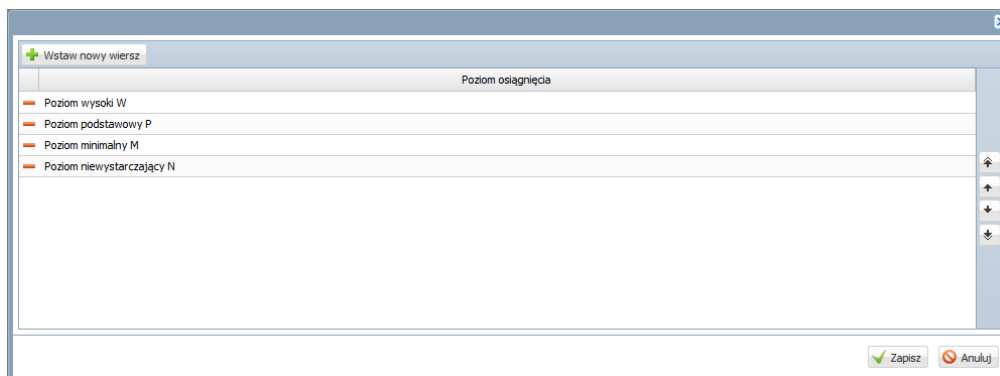 Wstaw nowy wiersz
Poziom osiągnięcia
Poziom wysoki W
Poziom podstawowy P
Poziom minimalny M
Poziom niewystarczający N
Zapisz
Anuluj